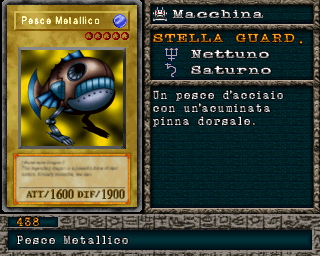 Pesce Metallico
ATT/1600 DIF/1900
Macchina
STELLA GUARD.
Nettuno
Saturno
Un pesce d'acciaio
con un'acuminata
pinna dorsale.
438
Pesce Metallico